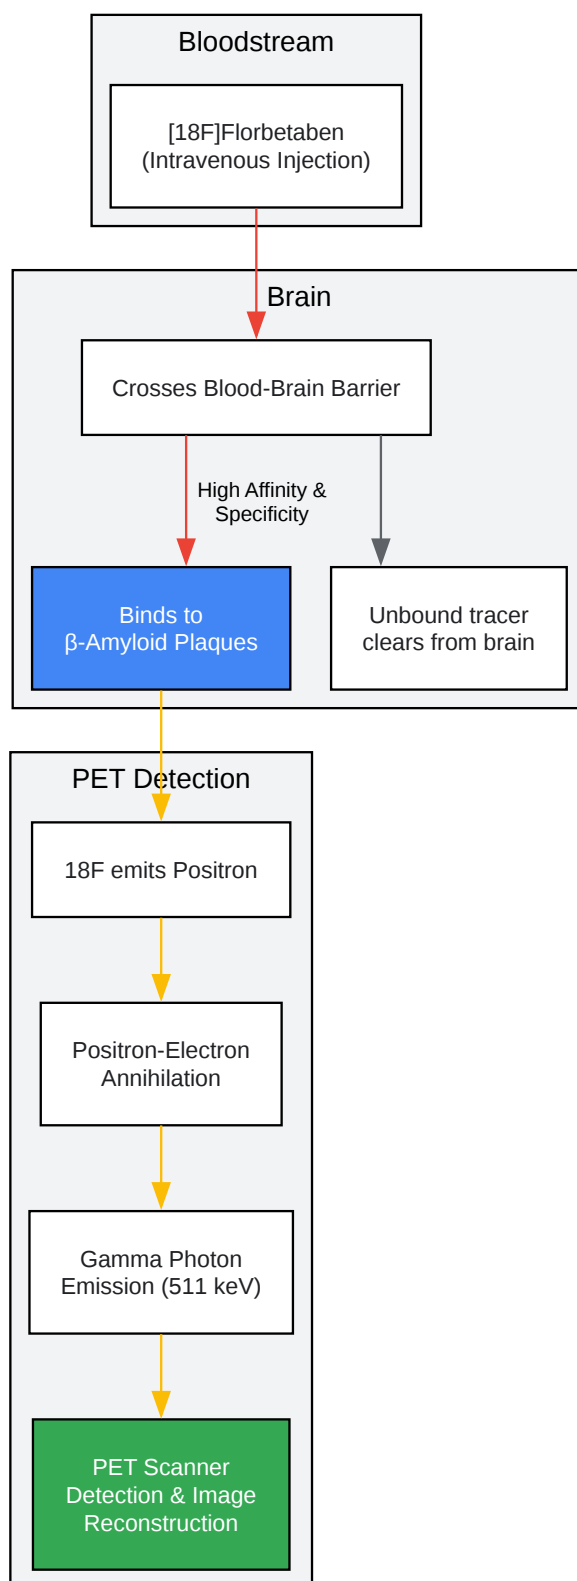 Bloodstream
[18F]Florbetaben
(Intravenous Injection)
Brain
Crosses Blood-Brain Barrier
High Affinity &
Specificity
Binds to
β-Amyloid Plaques
Unbound tracer
clears from brain
PET Detection
18F emits Positron
Positron-Electron
Annihilation
Gamma Photon
Emission (511 keV)
PET Scanner
Detection & Image
Reconstruction